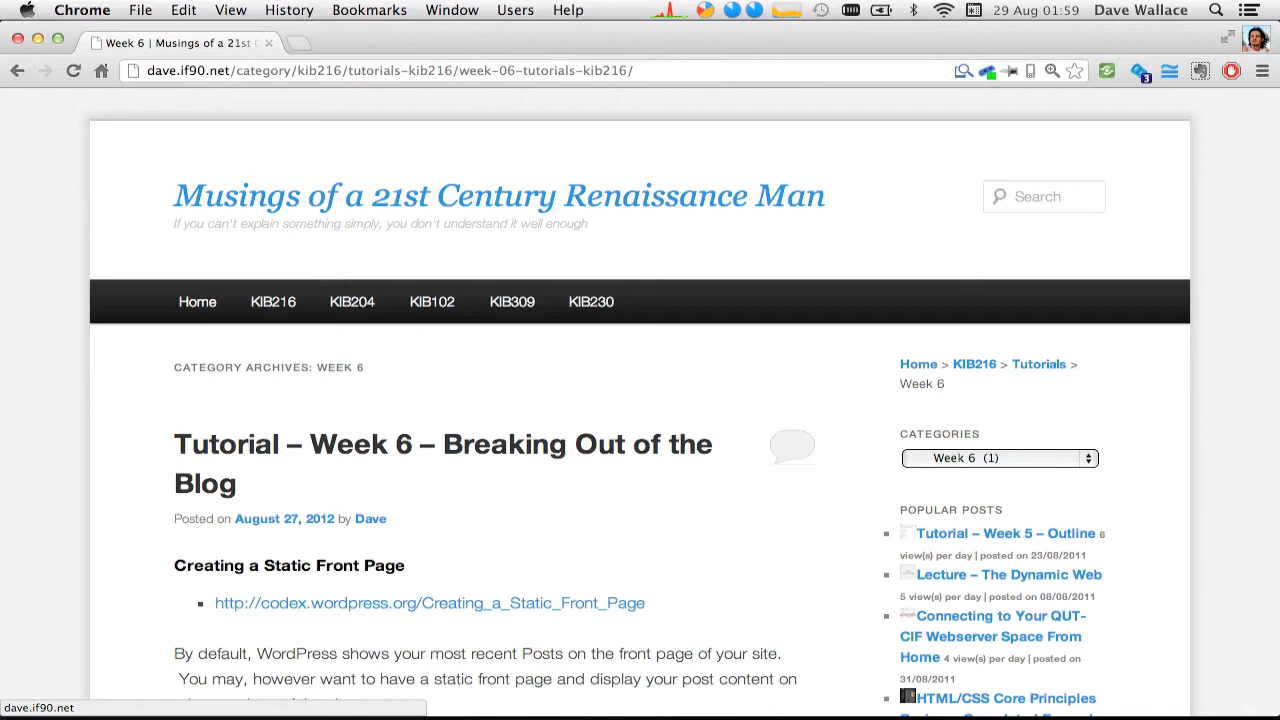 Chrome File Edit View History Bookmarks Window Users Help 29 Aug 01:59 Dave Wallace
Week 6 | Musings of a 21st C
dave.if90.net/category/kib216/tutorials-kib216/week-06-tutorials-kib216/
3
Musings of a 21st Century Renaissance Man
Search
If you can't explain something simply, you don't understand it well enough
Home KIB216 KIB204 KIB102 KIB309 KIB230
CATEGORY ARCHIVES: WEEK 6
Tutorial – Week 6 – Breaking Out of the
Blog
Posted on August 27, 2012 by Dave
Creating a Static Front Page
http://codex.wordpress.org/Creating_a_Static_Front_Page
By default, WordPress shows your most recent Posts on the front page of your site.
You may, however want to have a static front page and display your post content on
Home > KIB216 > Tutorials >
Week 6
CATEGORIES
Week 6 (1)
POPULAR POSTS
Tutorial – Week 5 – Outline 6
view(s) per day | posted on 23/08/2011
Lecture – The Dynamic Web
5 view(s) per day | posted on 08/08/2011
Connecting to Your QUT-
CIF Webserver Space From
Home 4 view(s) per day | posted on
31/08/2011
HTML/CSS Core Principles
dave.if90.net